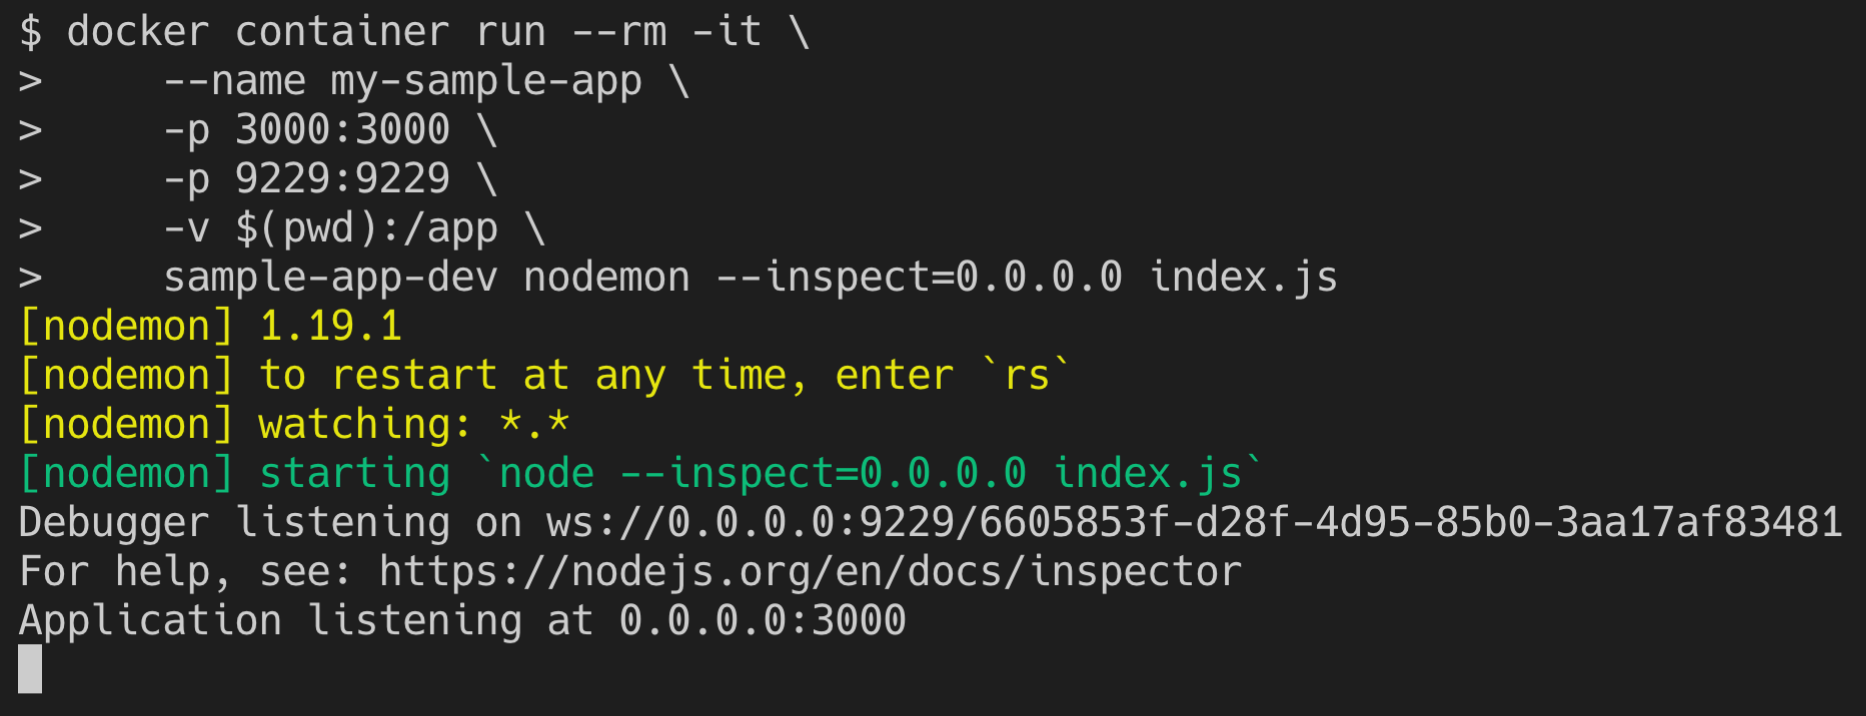 $ docker container run --rm -it \
>     --name my-sample-app \
>     -p 3000:3000 \
>     -p 9229:9229 \
>     -v $(pwd):/app \
>     sample-app-dev nodemon --inspect=0.0.0.0 index.js
[nodemon] 1.19.1
[nodemon] to restart at any time, enter `rs`
[nodemon] watching: *.*
[nodemon] starting `node --inspect=0.0.0.0 index.js`
Debugger listening on ws://0.0.0.0:9229/6605853f-d28f-4d95-85b0-3aa17af83481
For help, see: https://nodejs.org/en/docs/inspector
Application listening at 0.0.0.0:3000